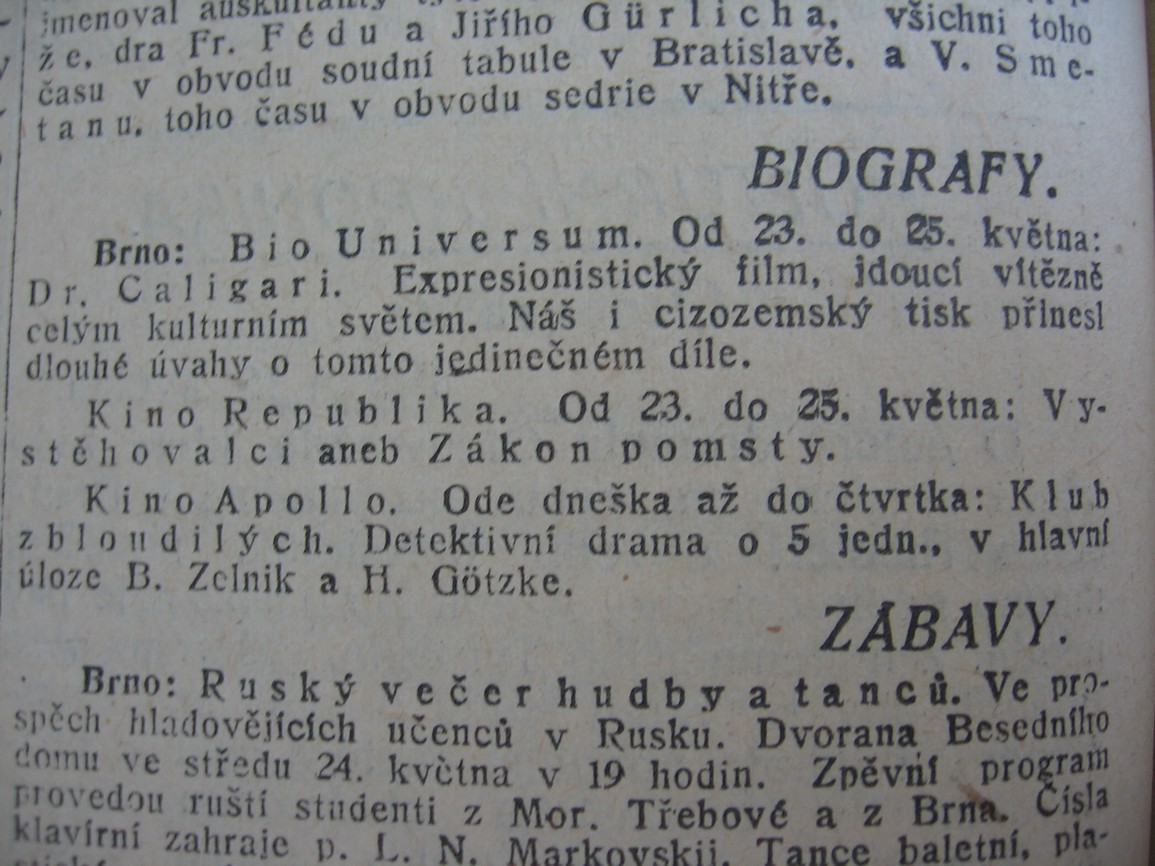 jmenoval auskultanty
že, dra Fr. Fédu a Jiřího Gürlicha, všichni toho
času v obvodu soudní tabule v Bratislavě, a V. Sme-
tanu, toho času v obvodu sedrie v Nitře.
BIOGRAFY.
Brno: Bio Universum. Od 23. do 25. května:
Dr. Caligari. Expresionistický film, jdoucí vítězně
celým kulturním světem. Náš i cizozemský tisk přinesl
dlouhé úvahy o tomto jedinečném díle.
Kino Republika. Od 23. do 25. května: Vy-
stěhovalci aneb Zákon pomsty.
Kino Apollo. Ode dneška až do čtvrtka: Klub
zbloudilých. Detektivní drama o 5 jedn., v hlavní
úloze B. Zelnik a H. Götzke.
ZÁBAVY.
Brno: Ruský večer hudby a tanců. Ve pro-
spěch hladovějících učenců v Rusku. Dvorana Besedního
domu ve středu 24. května v 19 hodin. Zpěvní program
provedou ruští studenti z Mor. Třebové a z Brna. Čísla
klavírní zahraje p. L. N. Markovskij. Tance baletní, pla-